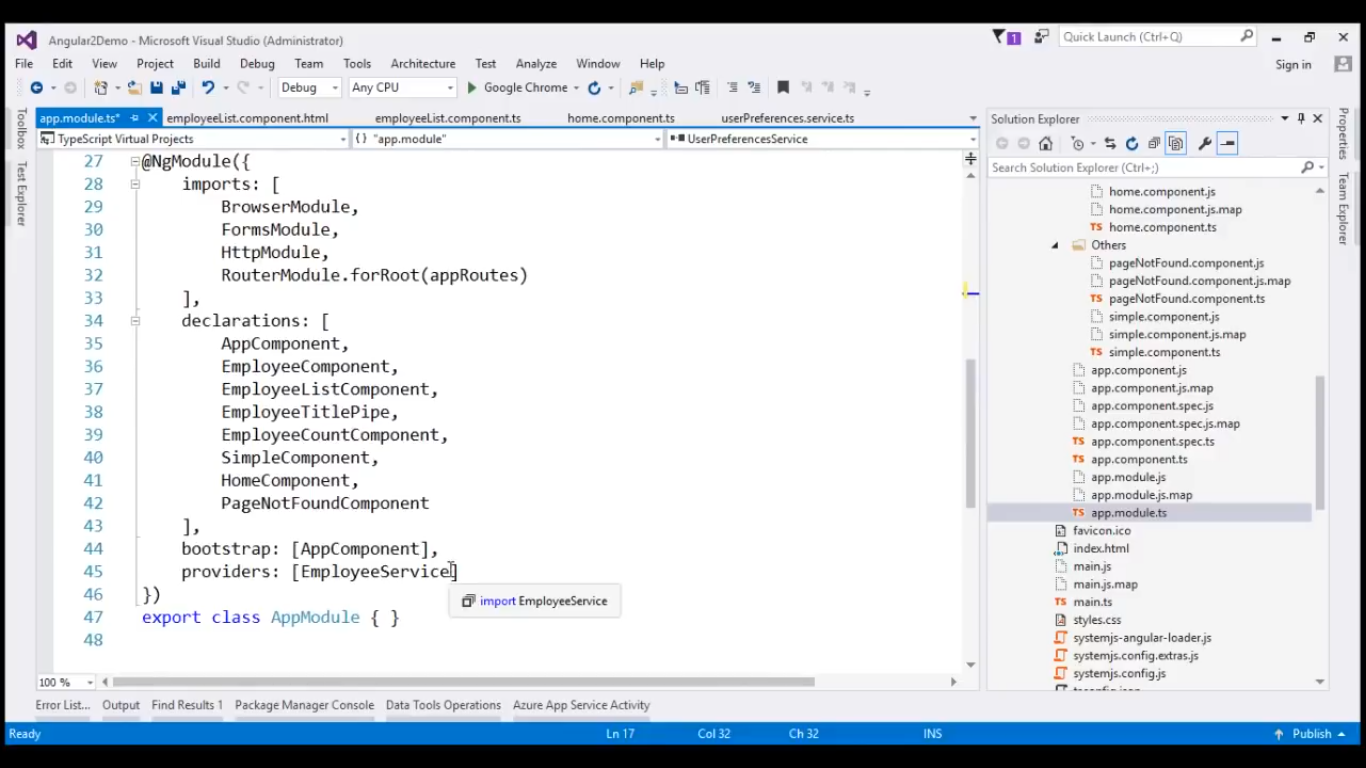 Angular2Demo - Microsoft Visual Studio (Administrator)
1
Quick Launch (Ctrl+Q)
File Edit View Project Build Debug Team Tools Architecture Test Analyze Window Help
Sign in
Debug Any CPU Google Chrome
app.module.ts* employeeList.component.html employeeList.component.ts home.component.ts userPreferences.service.ts
TypeScript Virtual Projects {} "app.module" UserPreferencesService
Toolbox
Test Explorer
27 @NgModule({
28 imports: [
29 BrowserModule,
30 FormsModule,
31 HttpModule,
32 RouterModule.forRoot(appRoutes)
33 ],
34 declarations: [
35 AppComponent,
36 EmployeeComponent,
37 EmployeeListComponent,
38 EmployeeTitlePipe,
39 EmployeeCountComponent,
40 SimpleComponent,
41 HomeComponent,
42 PageNotFoundComponent
43 ],
44 bootstrap: [AppComponent],
45 providers: [EmployeeService]
46 })
47 export class AppModule { }
48
import EmployeeService
100 %
Solution Explorer
Search Solution Explorer (Ctrl+;)
home.component.js
home.component.js.map
TS home.component.ts
Others
pageNotFound.component.js
pageNotFound.component.js.map
TS pageNotFound.component.ts
simple.component.js
simple.component.js.map
TS simple.component.ts
app.component.js
app.component.js.map
app.component.spec.js
app.component.spec.js.map
TS app.component.spec.ts
TS app.component.ts
app.module.js
app.module.js.map
TS app.module.ts
favicon.ico
index.html
main.js
main.js.map
TS main.ts
styles.css
systemjs-angular-loader.js
systemjs.config.extras.js
systemjs.config.js
Properties
Team Explorer
Error List... Output Find Results 1 Package Manager Console Data Tools Operations Azure App Service Activity
Ready Ln 17 Col 32 Ch 32 INS Publish